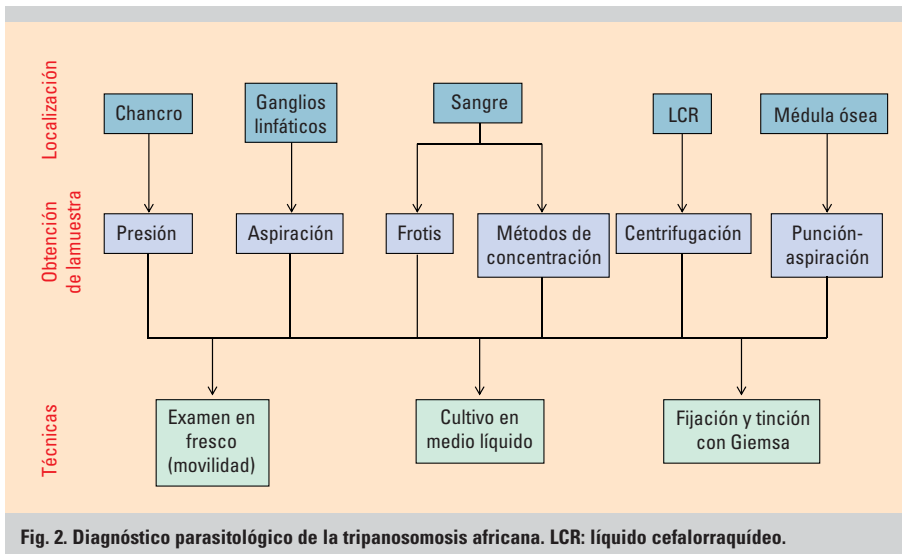 Localización
Chancro
Ganglios
linfáticos
Sangre
LCR
Médula ósea
Obtención
de lamuestra
Presión
Aspiración
Frotis
Métodos de
concentración
Centrifugación
Punción-
aspiración
Técnicas
Examen en
fresco
(movilidad)
Cultivo en
medio líquido
Fijación y tinción
con Giemsa
Fig. 2. Diagnóstico parasitológico de la tripanosomosis africana. LCR: líquido cefalorraquídeo.